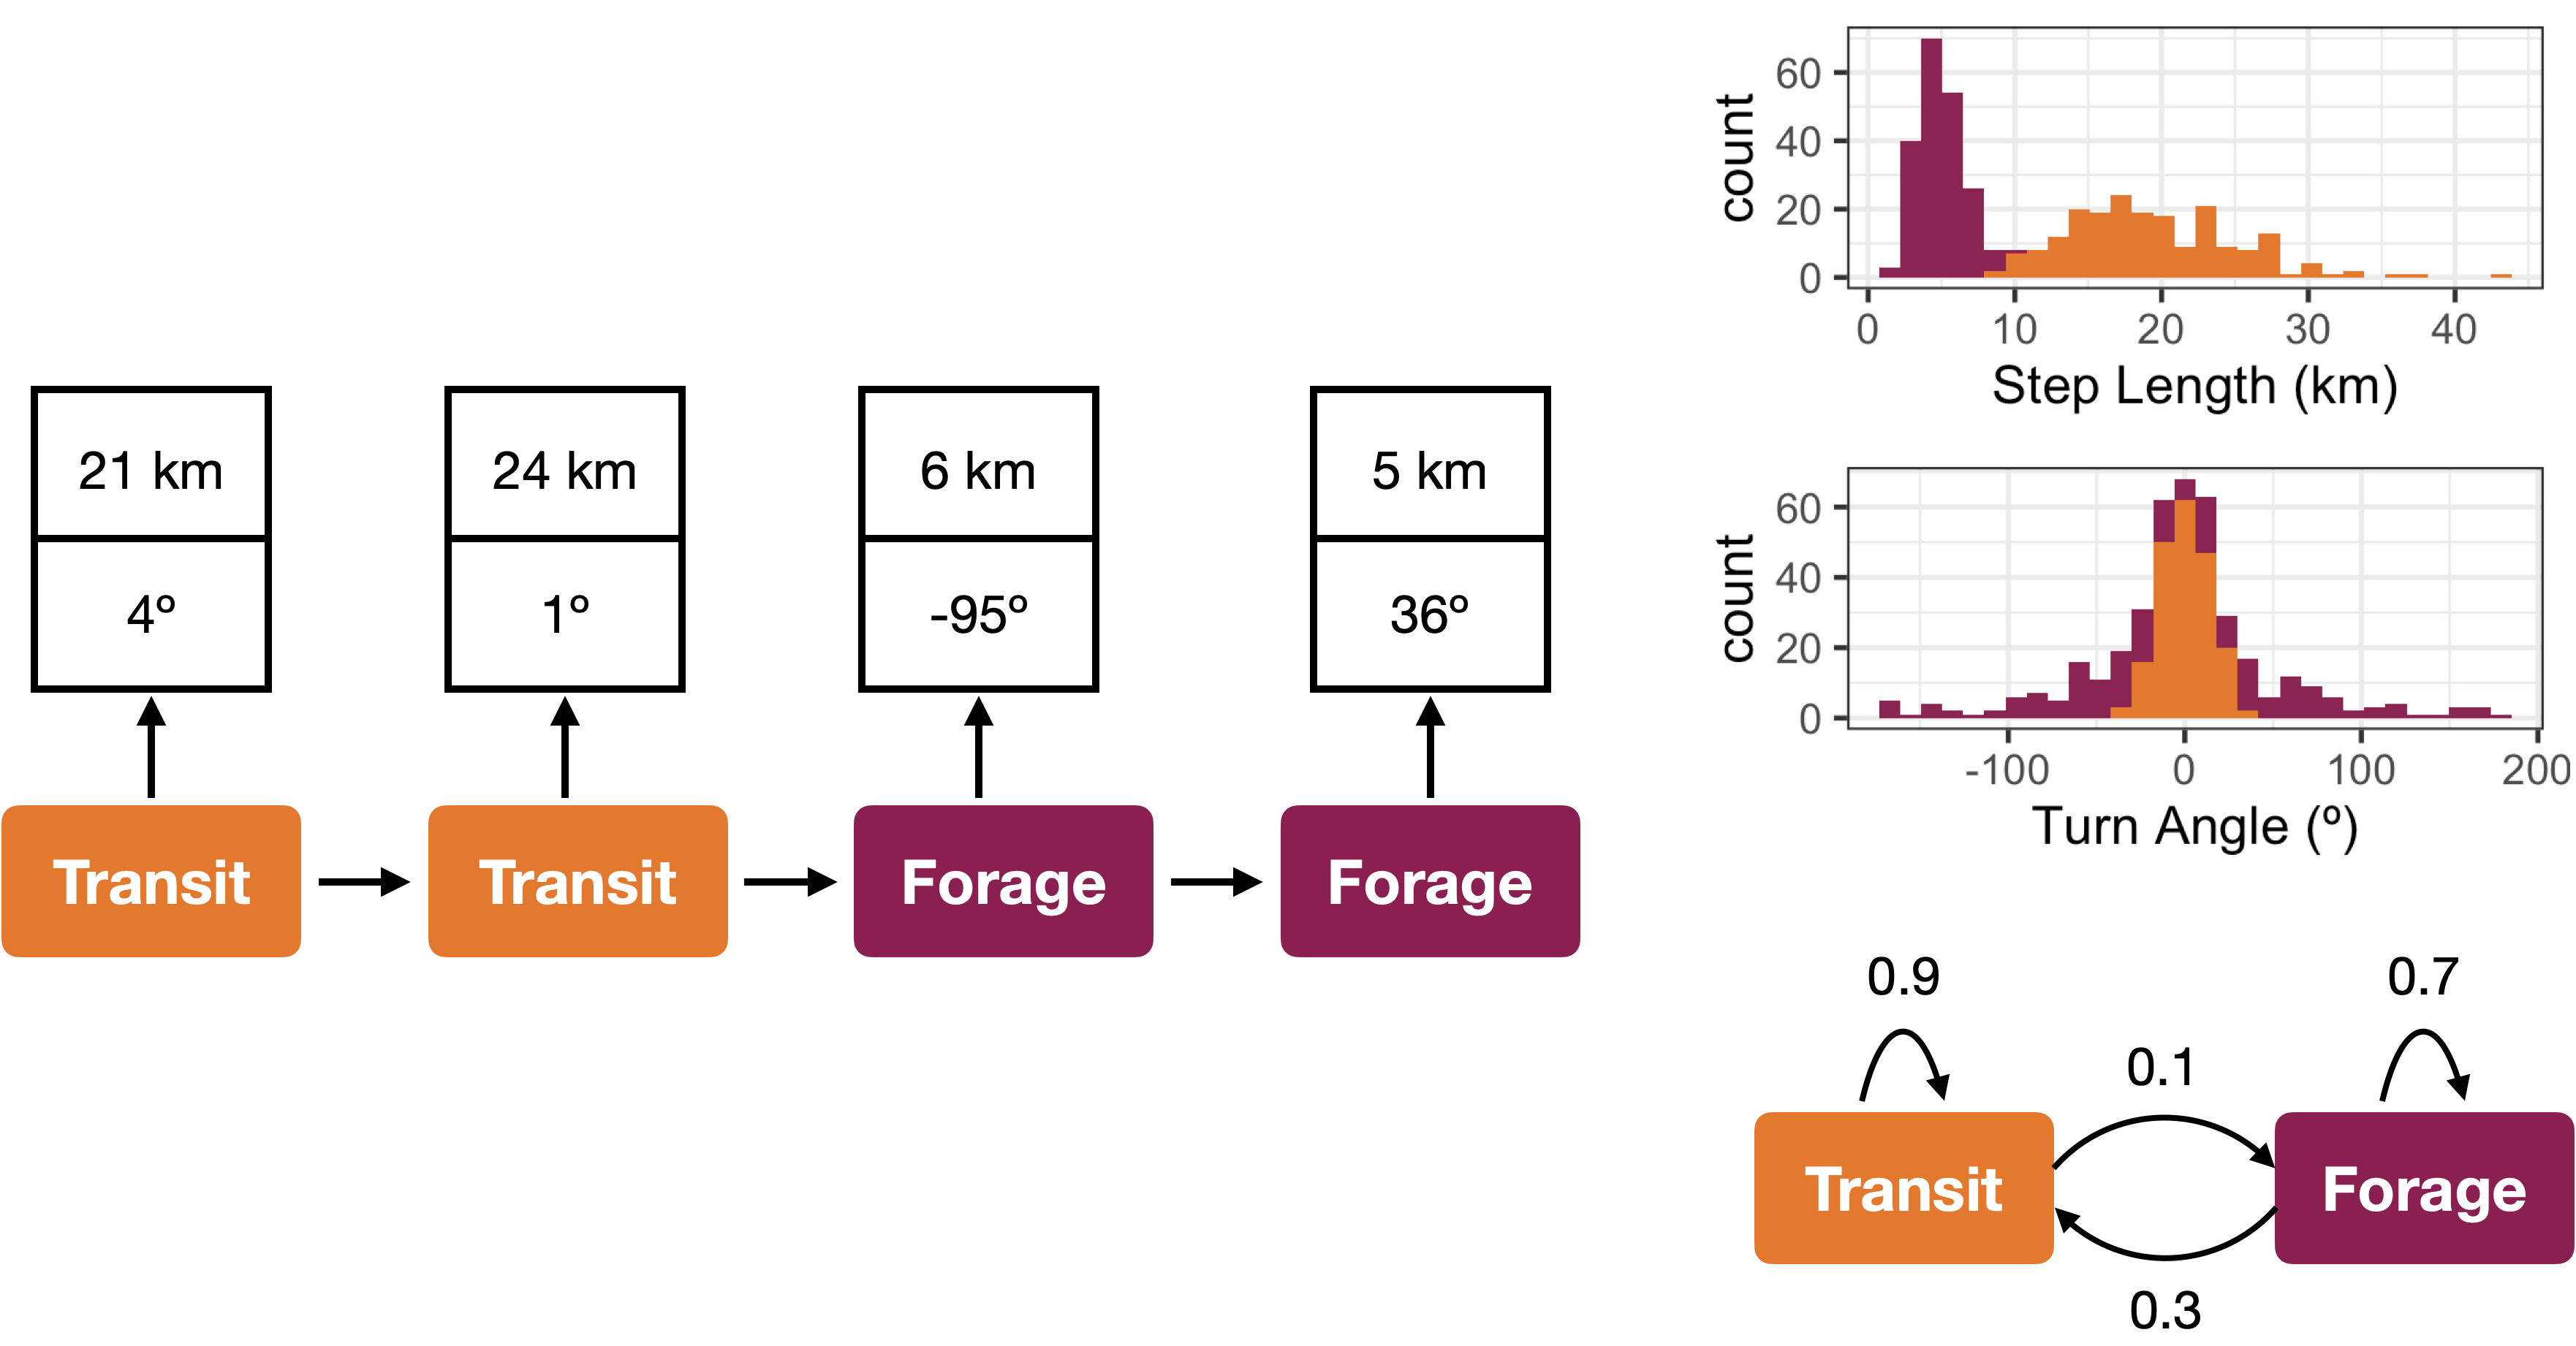 21 km
4º
24 km
1º
6 km
-95º
5 km
36º
Transit
Transit
Forage
Forage
count
60
40
20
0
0 10 20 30 40
Step Length (km)
count
60
40
20
0
-100 0 100 200
Turn Angle (º)
0.9
0.7
0.1
Transit
Forage
0.3